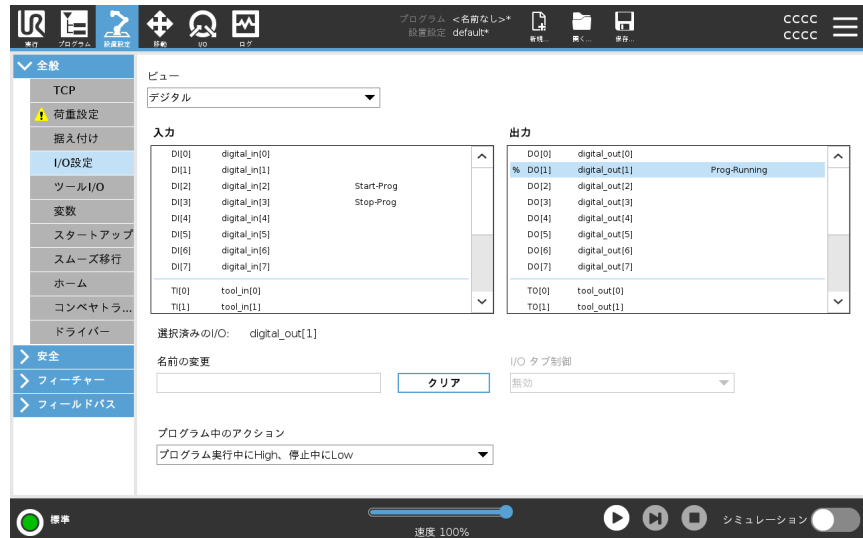 プログラム <名前なし>*
設置設定 default*
CCCC
CCCC
実行 プログラム 設置設定 移動 I/O ログ 新規... 開く... 保存...
全般
TCP
荷重設定
据え付け
I/O設定
ツールI/O
変数
スタートアップ
スムーズ移行
ホーム
コンベヤトラ...
ドライバー
安全
フィーチャー
フィールドバス
ビュー
デジタル
入力
DI[0] digital_in[0]
DI[1] digital_in[1]
DI[2] digital_in[2] Start-Prog
DI[3] digital_in[3] Stop-Prog
DI[4] digital_in[4]
DI[5] digital_in[5]
DI[6] digital_in[6]
DI[7] digital_in[7]
TI[0] tool_in[0]
TI[1] tool_in[1]
出力
DO[0] digital_out[0]
% DO[1] digital_out[1] Prog-Running
DO[2] digital_out[2]
DO[3] digital_out[3]
DO[4] digital_out[4]
DO[5] digital_out[5]
DO[6] digital_out[6]
DO[7] digital_out[7]
TO[0] tool_out[0]
TO[1] tool_out[1]
選択済みのI/O: digital_out[1]
名前の変更
クリア
I/O タブ制御
無効
プログラム中のアクション
プログラム実行中にHigh、停止中にLow
標準
速度 100%
シミュレーション